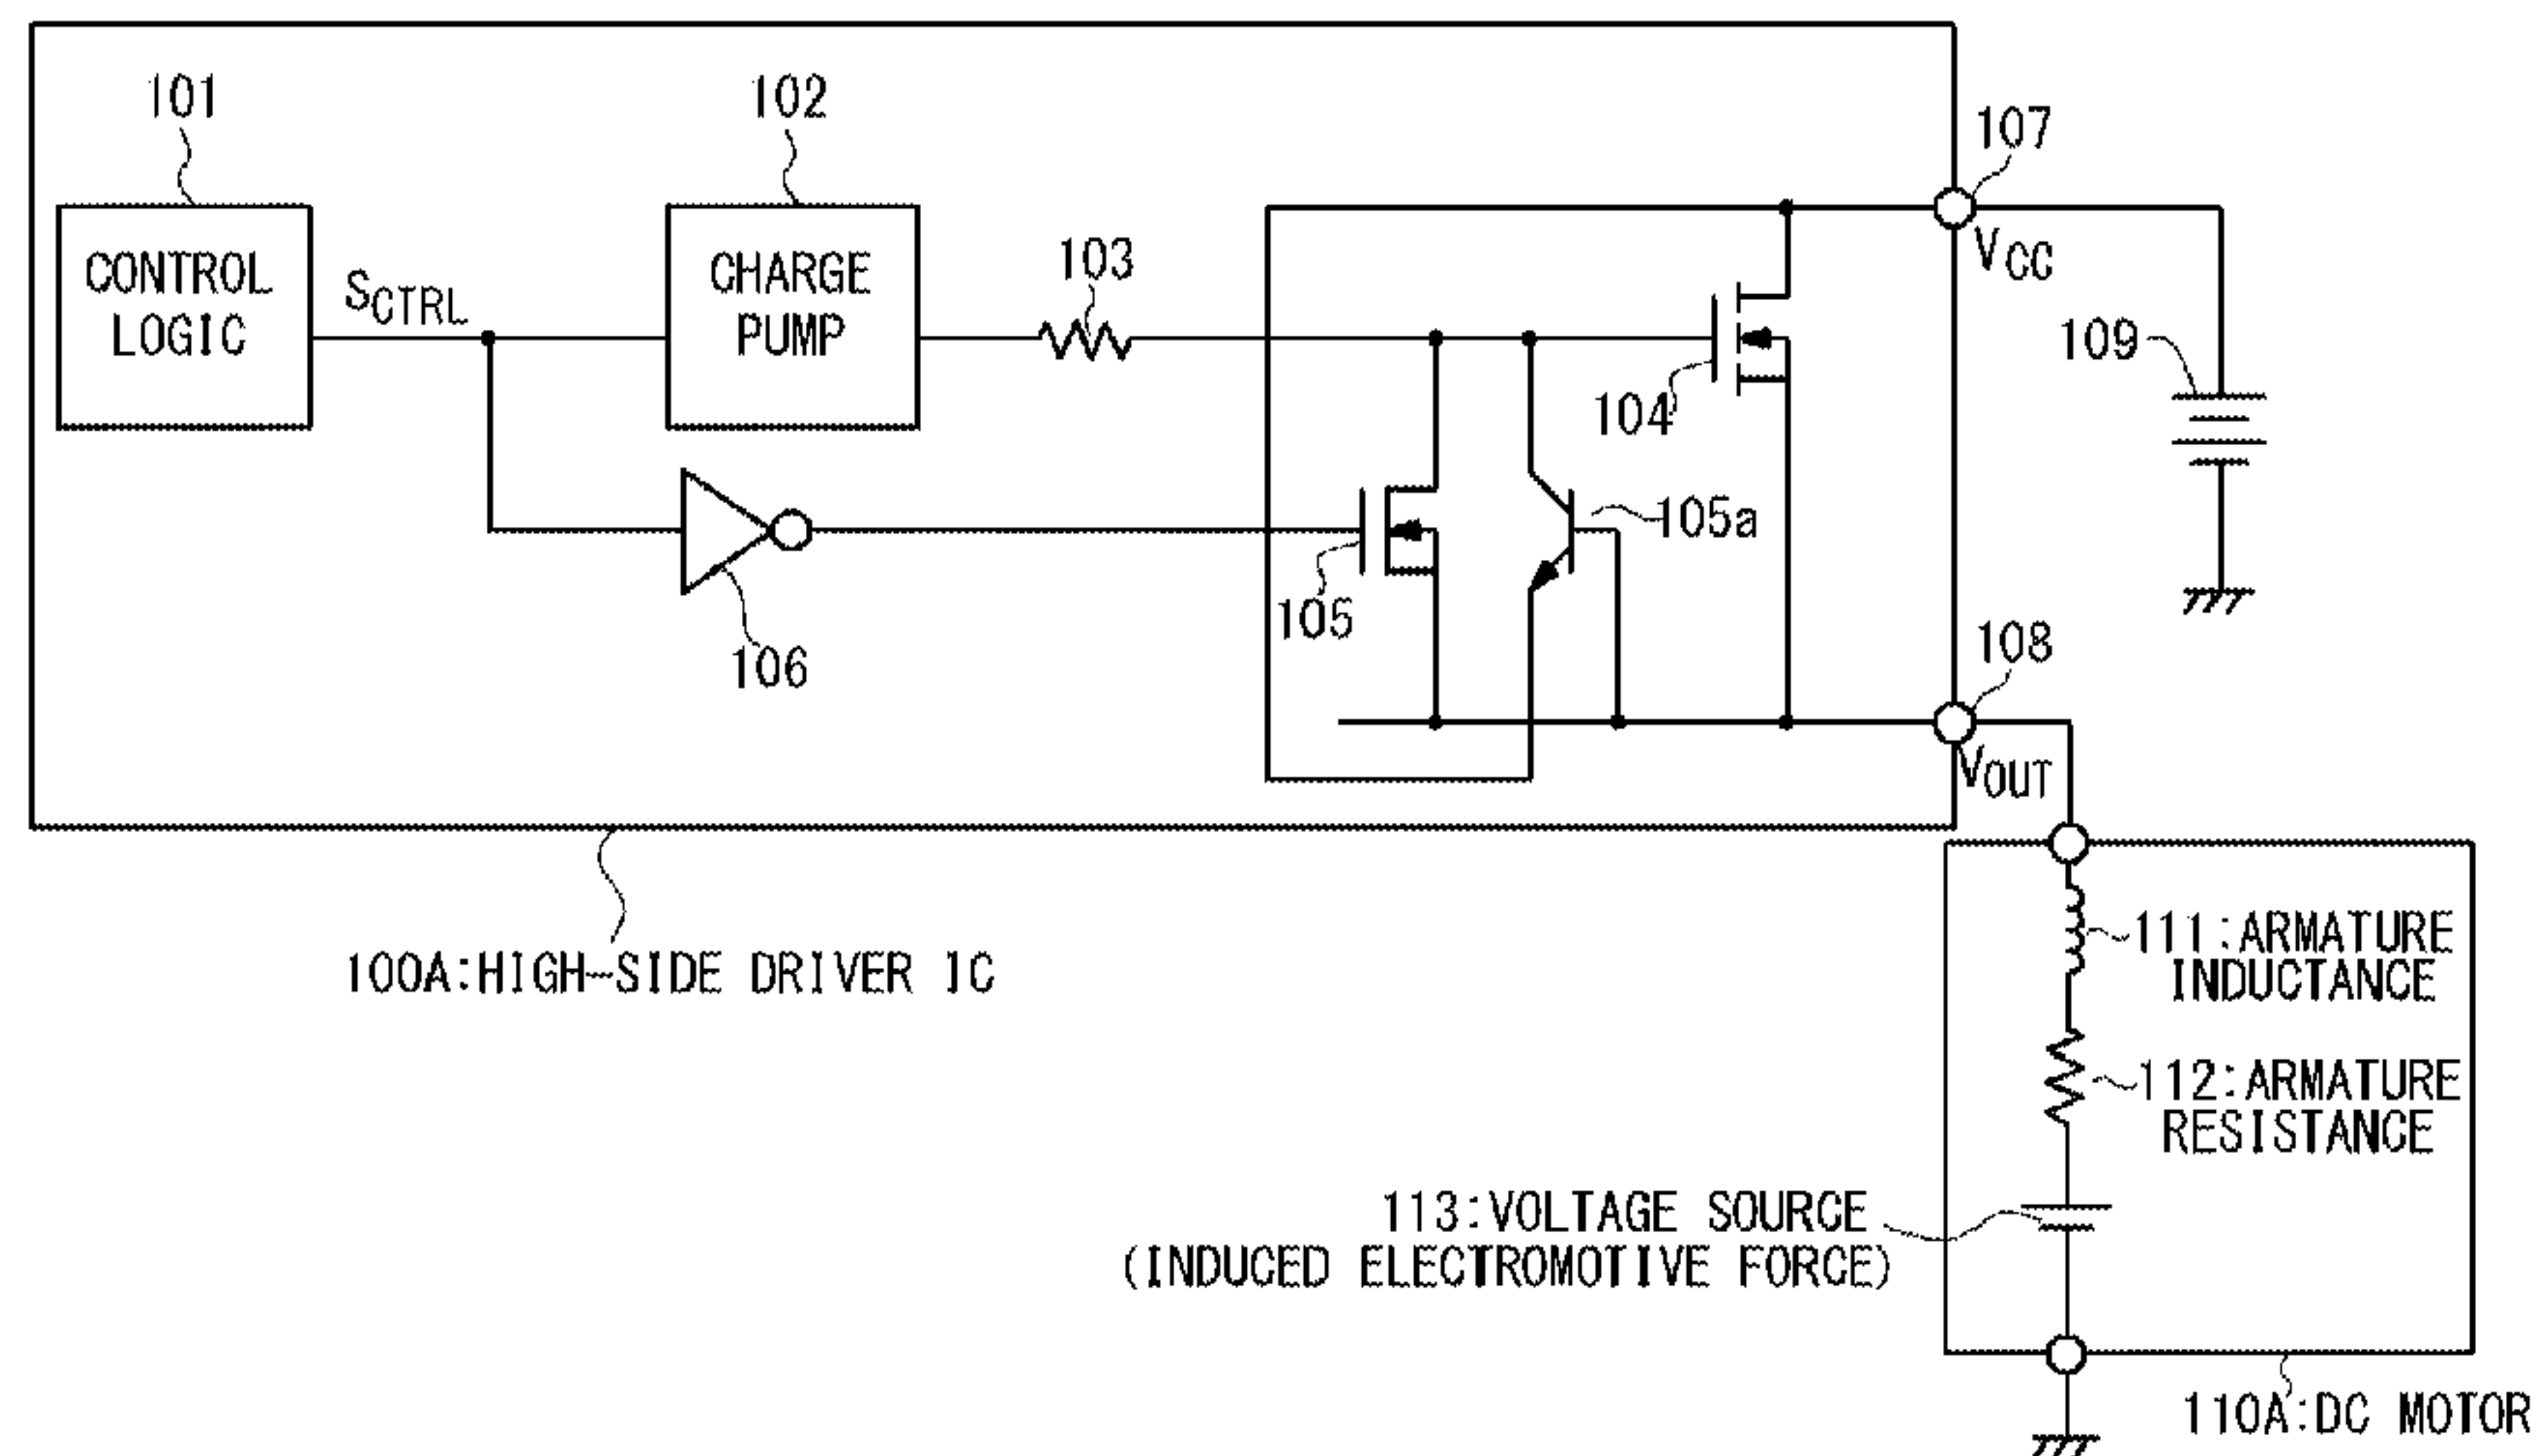 101
102
107
CONTROL
LOGIC
SCTRL
CHARGE
PUMP
103
VCC
109
104
105
105a
106
108
VOUT
100A:HIGH-SIDE DRIVER IC
111:ARMATURE
INDUCTANCE
112:ARMATURE
RESISTANCE
113:VOLTAGE SOURCE
(INDUCED ELECTROMOTIVE FORCE)
110A:DC MOTOR